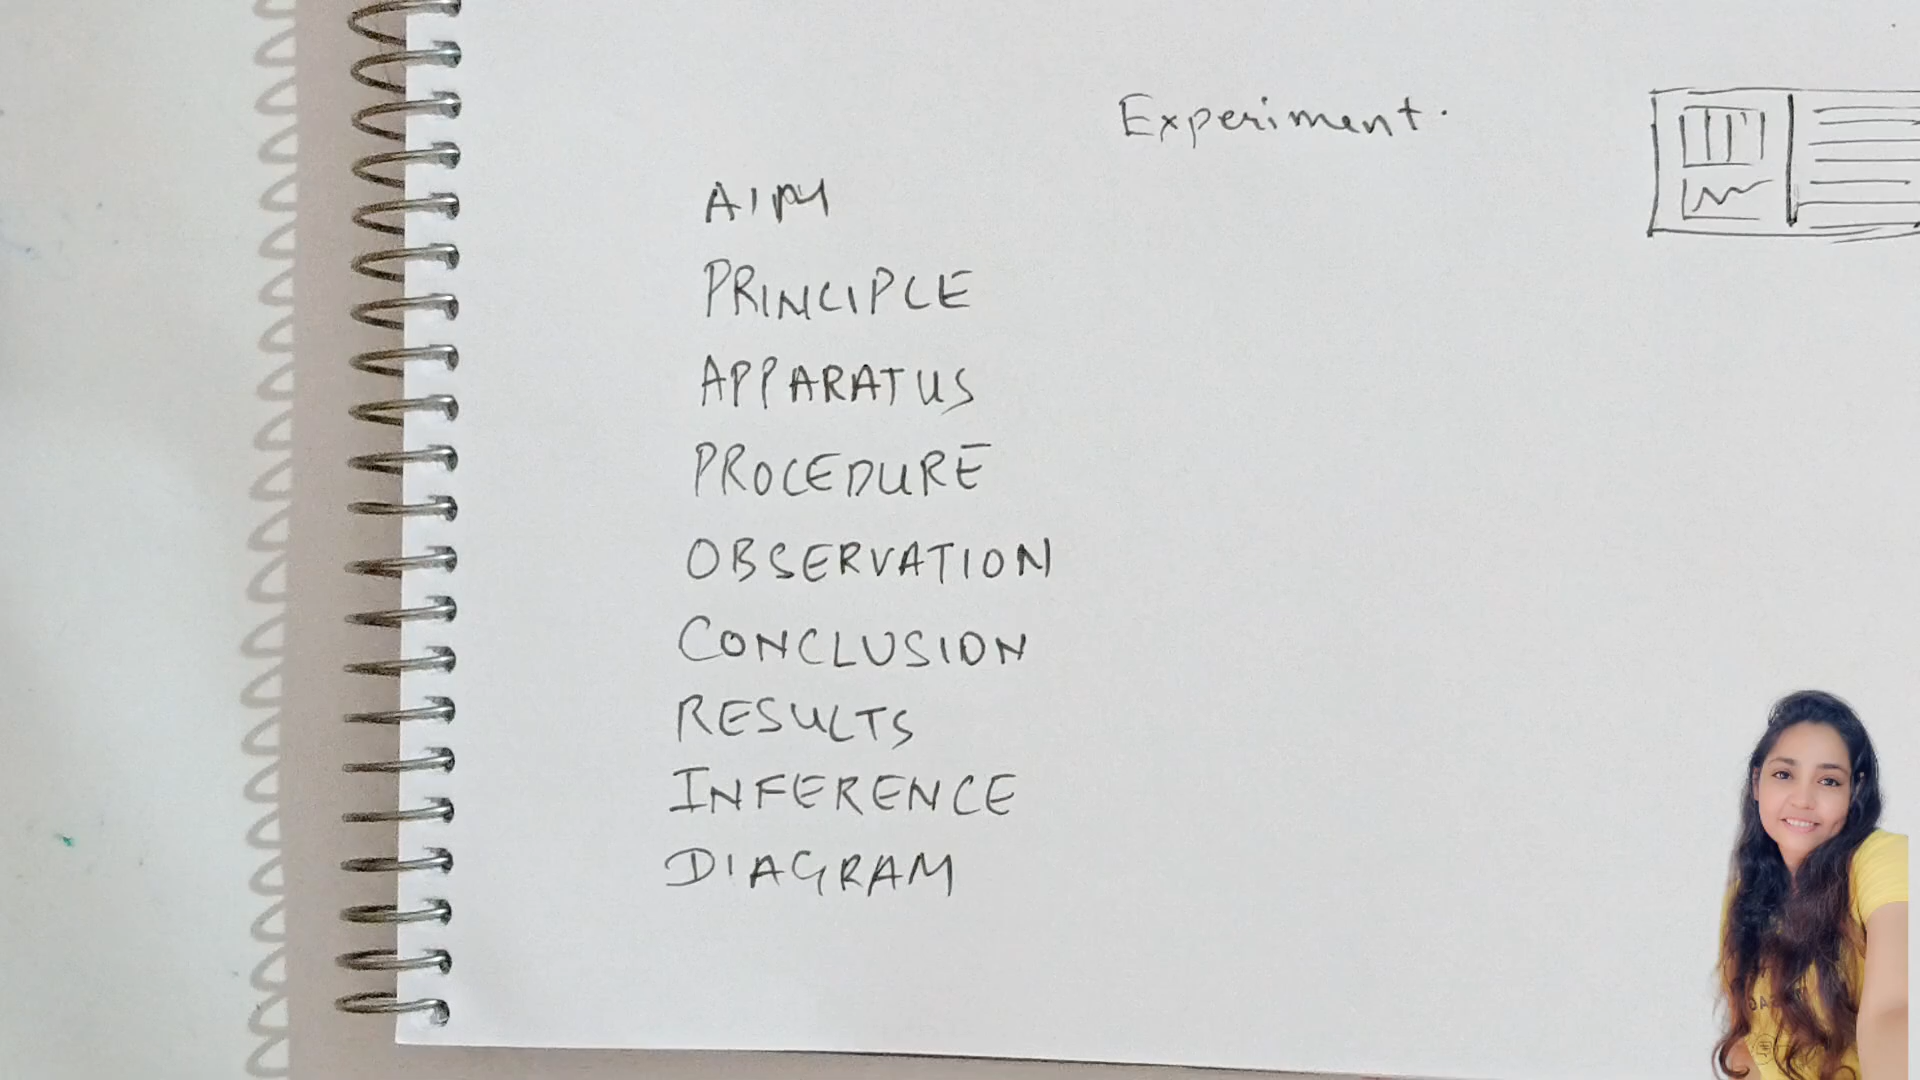 Experiment.
AIM
PRINCIPLE
APPARATUS
PROCEDURE
OBSERVATION
CONCLUSION
RESULTS
INFERENCE
DIAGRAM